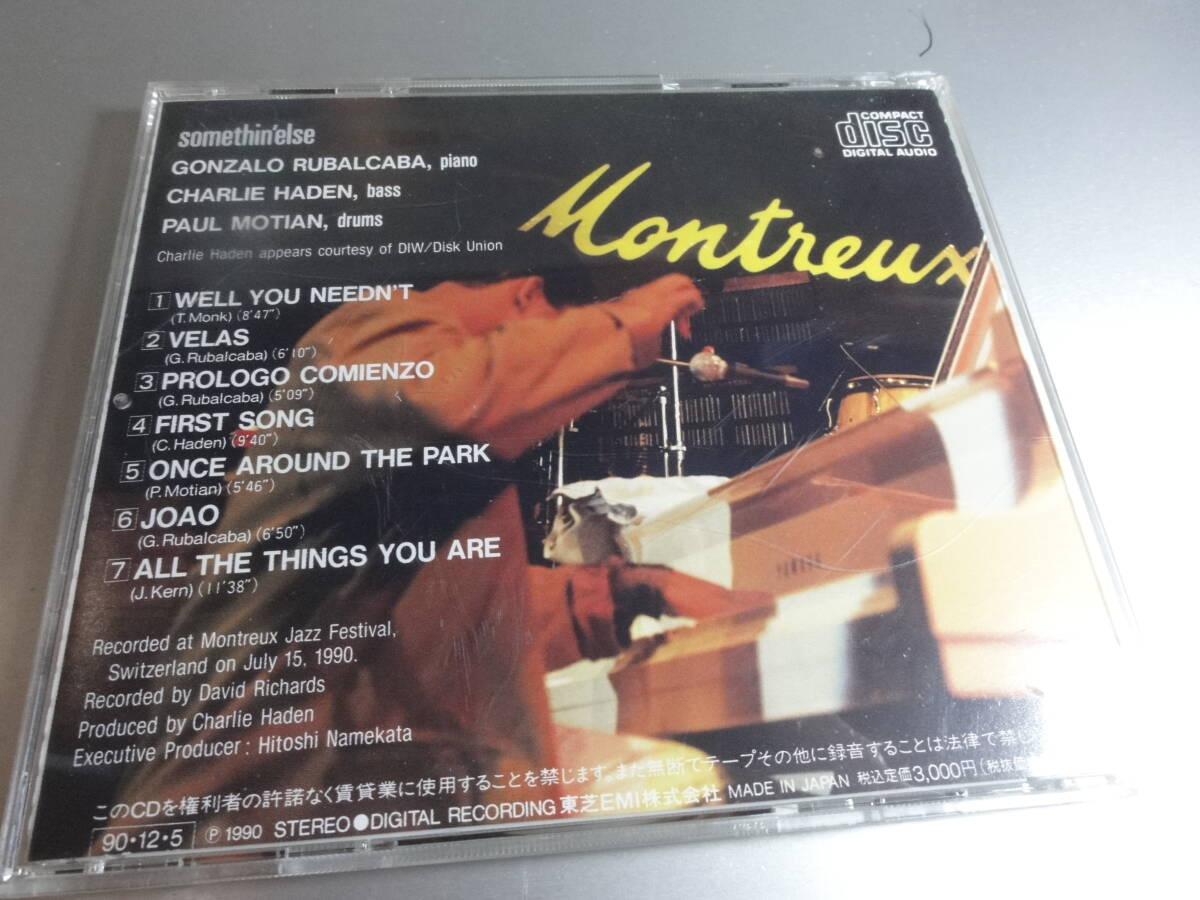 somethin'else
GONZALO RUBALCABA, piano
CHARLIE HADEN, bass
PAUL MOTIAN, drums
Charlie Haden appears courtesy of DIW/Disk Union
COMPACT
disc
DIGITAL AUDIO
Montreux
1 WELL YOU NEEDN'T
(T. Monk) (8'47")
2 VELAS
(G. Rubalcaba) (6'10")
3 PROLOGO COMIENZO
(G. Rubalcaba) (5'09")
4 FIRST SONG
(C. Haden) (9'40")
5 ONCE AROUND THE PARK
(P. Motian) (5'46")
6 JOAO
(G. Rubalcaba) (6'50")
7 ALL THE THINGS YOU ARE
(J. Kern) (11'38")
YAMAHA
Recorded at Montreux Jazz Festival,
Switzerland on July 15, 1990.
Recorded by David Richards
Produced by Charlie Haden
Executive Producer : Hitoshi Namekata
このCDを権利者の許諾なく賃貸業に使用することを禁じます。また無断でテープその他に録音することは法律で禁じ
90・12・5 ℗ 1990 STEREO●DIGITAL RECORDING 東芝EMI株式会社 MADE IN JAPAN 税込定価3,000円(税抜価